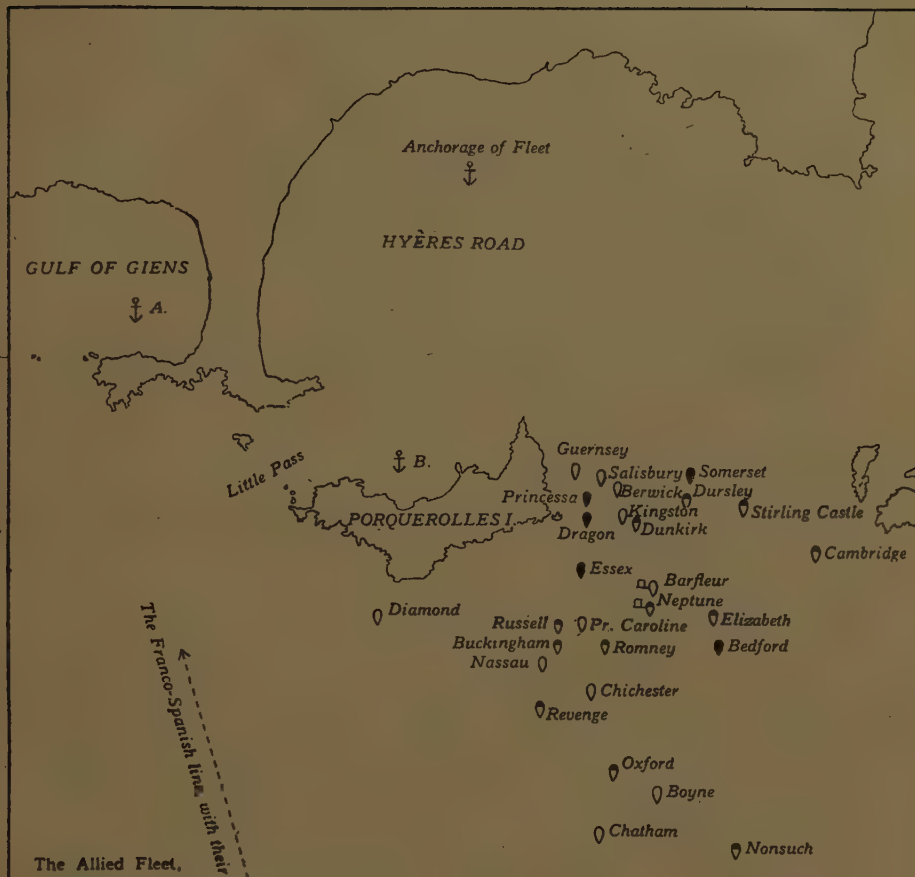 Anchorage of Fleet
HYÈRES ROAD
GULF OF GIENS
A.
B.
Little Pass
PORQUEROLLES I.
Guernsey
Salisbury
Somerset
Princessa
Berwick
Dursley
Kingston
Stirling Castle
Dragon
Dunkirk
Cambridge
Essex
Barfleur
Neptune
Diamond
Russell
Pr. Caroline
Elizabeth
Buckingham
Romney
Bedford
Nassau
Chichester
Revenge
Oxford
Boyne
Chatham
Nonsuch
The Franco-Spanish line, with their
The Allied Fleet,